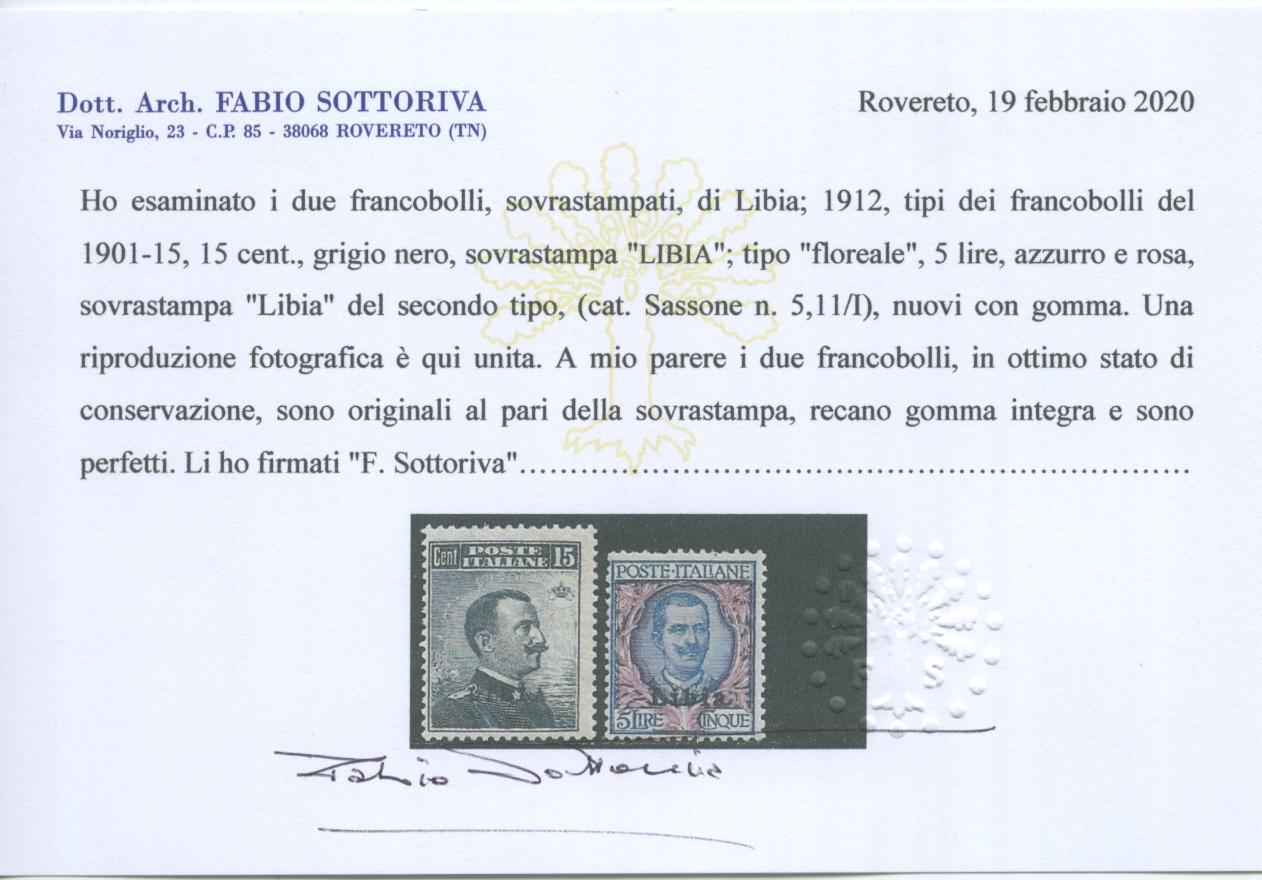 Dott. Arch. FABIO SOTTORIVA
Via Noriglio, 23 - C.P. 85 - 38068 ROVERETO (TN)
Rovereto, 19 febbraio 2020
Ho esaminato i due francobolli, sovrastampati, di Libia; 1912, tipi dei francobolli del
1901-15, 15 cent., grigio nero, sovrastampa "LIBIA"; tipo "floreale", 5 lire, azzurro e rosa,
sovrastampa "Libia" del secondo tipo, (cat. Sassone n. 5,11/I), nuovi con gomma. Una
riproduzione fotografica è qui unita. A mio parere i due francobolli, in ottimo stato di
conservazione, sono originali al pari della sovrastampa, recano gomma integra e sono
perfetti. Li ho firmati "F. Sottoriva"......................................................................
Cent POSTE 15
ITALIANE
POSTE·ITALIANE
Libia
5 LIRE CINQUE
F S
Fabio Sottoriva